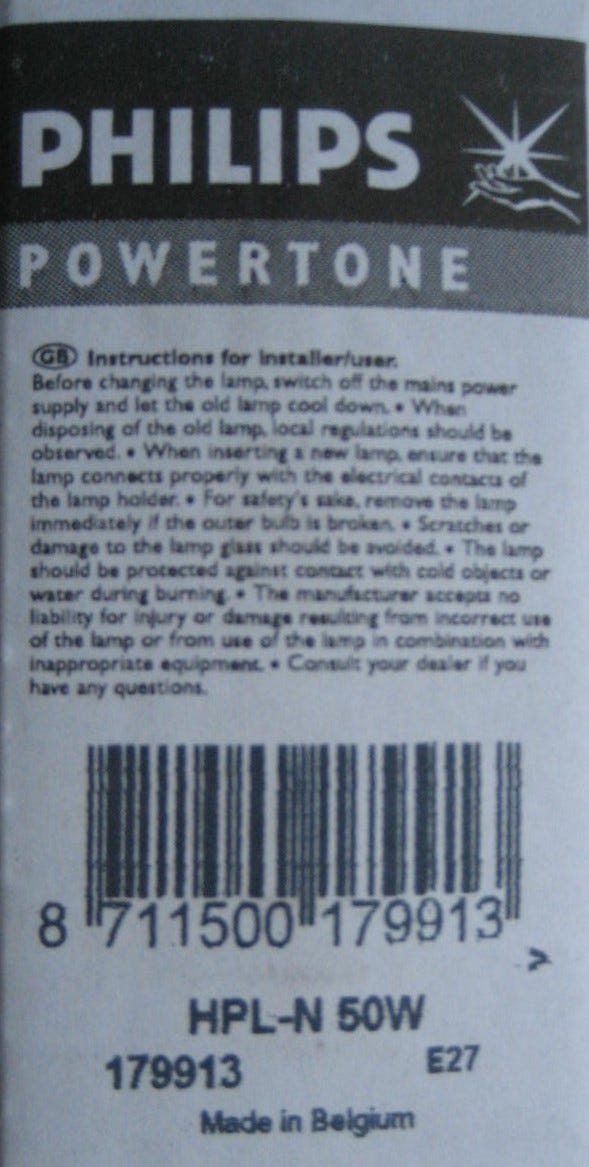 PHILIPS
POWERTONE
GB Instructions for installer/user.
Before changing the lamp, switch off the mains power
supply and let the old lamp cool down. • When
disposing of the old lamp, local regulations should be
observed. • When inserting a new lamp, ensure that the
lamp connects properly with the electrical contacts of
the lamp holder. • For safety's sake, remove the lamp
immediately if the outer bulb is broken. • Scratches or
damage to the lamp glass should be avoided. • The lamp
should be protected against contact with cold objects or
water during burning. • The manufacturer accepts no
liability for injury or damage resulting from incorrect use
of the lamp or from use of the lamp in combination with
inappropriate equipment. • Consult your dealer if you
have any questions.
8 711500 179913 >
HPL-N 50W
179913 E27
Made in Belgium